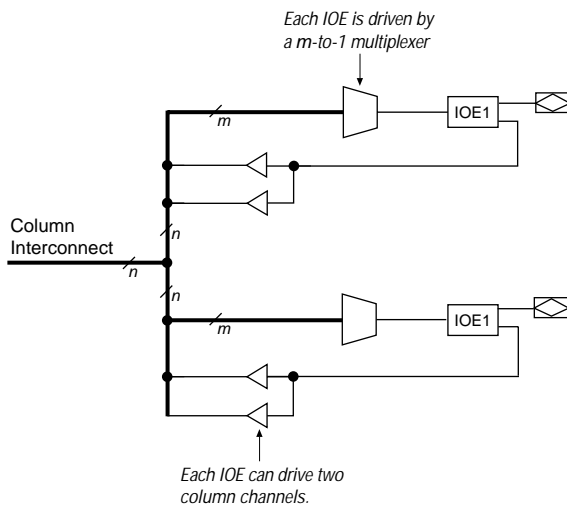 Each IOE is driven by
a m-to-1 multiplexer
m
IOE1
n
Column
Interconnect
n
n
m
IOE1
Each IOE can drive two
column channels.